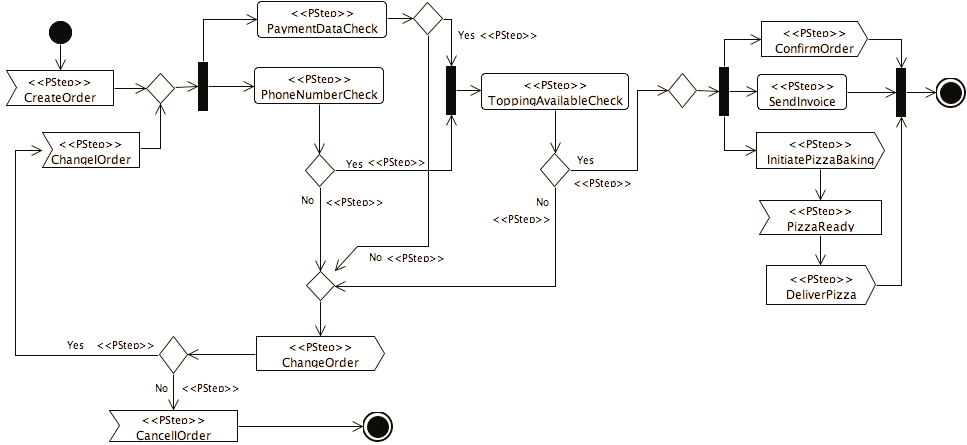 <<PStep>>
PaymentDataCheck
Yes <<PStep>>
<<PStep>>
ConfirmOrder
<<PStep>>
CreateOrder
<<PStep>>
PhoneNumberCheck
<<PStep>>
ToppingAvailableCheck
<<PStep>>
SendInvoice
<<PStep>>
ChangelOrder
Yes <<PStep>>
Yes
<<PStep>>
<<PStep>>
InitiatePizzaBaking
No <<PStep>>
No
<<PStep>>
<<PStep>>
PizzaReady
No <<PStep>>
<<PStep>>
DeliverPizza
Yes <<PStep>>
<<PStep>>
ChangeOrder
No <<PStep>>
<<PStep>>
CancellOrder